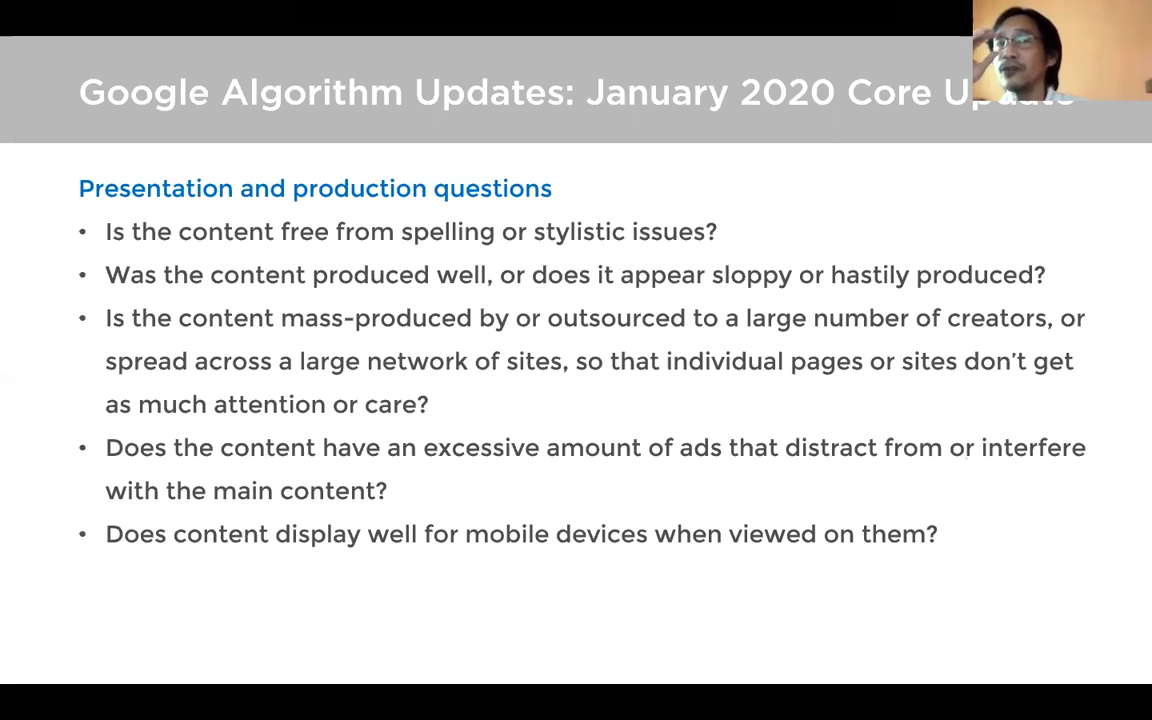 Google Algorithm Updates: January 2020 Core Update
Presentation and production questions
• Is the content free from spelling or stylistic issues?
• Was the content produced well, or does it appear sloppy or hastily produced?
• Is the content mass-produced by or outsourced to a large number of creators, or
spread across a large network of sites, so that individual pages or sites don’t get
as much attention or care?
• Does the content have an excessive amount of ads that distract from or interfere
with the main content?
• Does content display well for mobile devices when viewed on them?